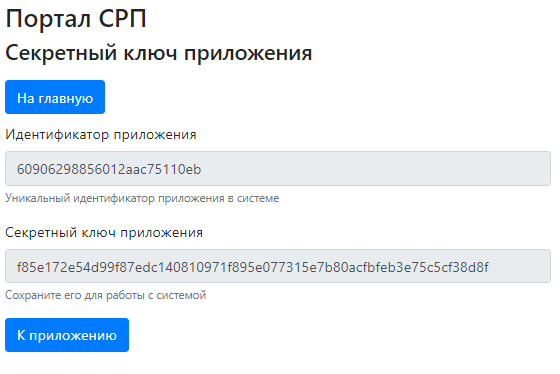 Портал СРП
Секретный ключ приложения
На главную
Идентификатор приложения
60906298856012aac75110eb
Уникальный идентификатор приложения в системе
Секретный ключ приложения
f85e172e54d99f87edc140810971f895e077315e7b80acfbfeb3e75c5cf38d8f
Сохраните его для работы с системой
К приложению